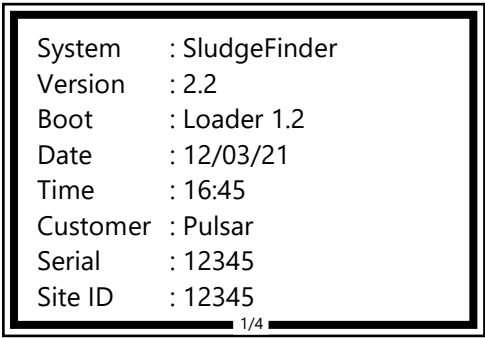 System : SludgeFinder
Version : 2.2
Boot : Loader 1.2
Date : 12/03/21
Time : 16:45
Customer : Pulsar
Serial : 12345
Site ID : 12345
1/4